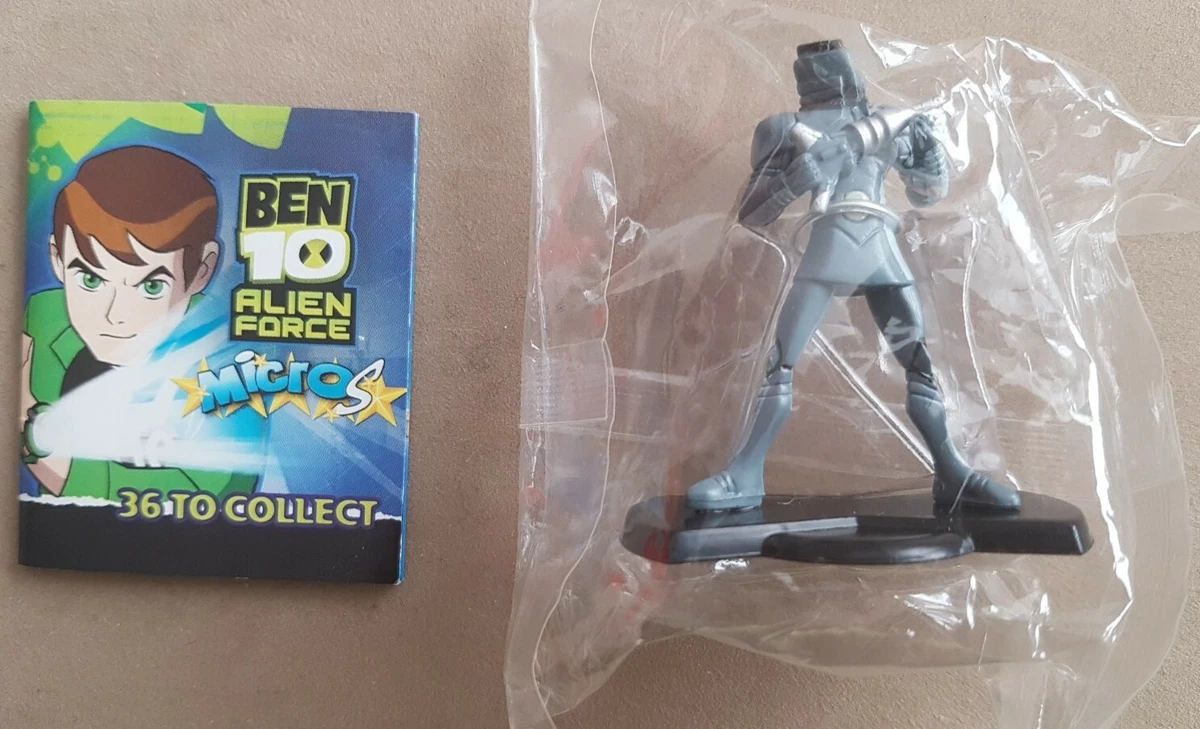 BEN
10
ALIEN
FORCE
MicroS
36 TO COLLECT